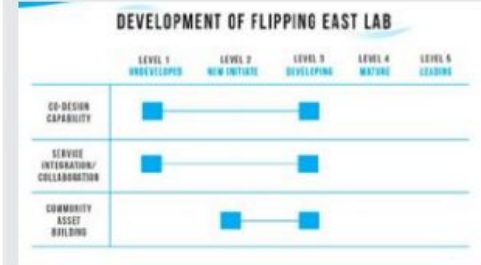 DEVELOPMENT OF FLIPPING EAST LAB
LEVEL 1 LEVEL 2 LEVEL 3 LEVEL 4 LEVEL 5
UNDEVELOPED NEW INITIATE DEVELOPING MATURE LEADING
CO-DESIGN
CAPABILITY
SERVICE
INTEGRATION/
COLLABORATION
COMMUNITY
ASSET
BUILDING